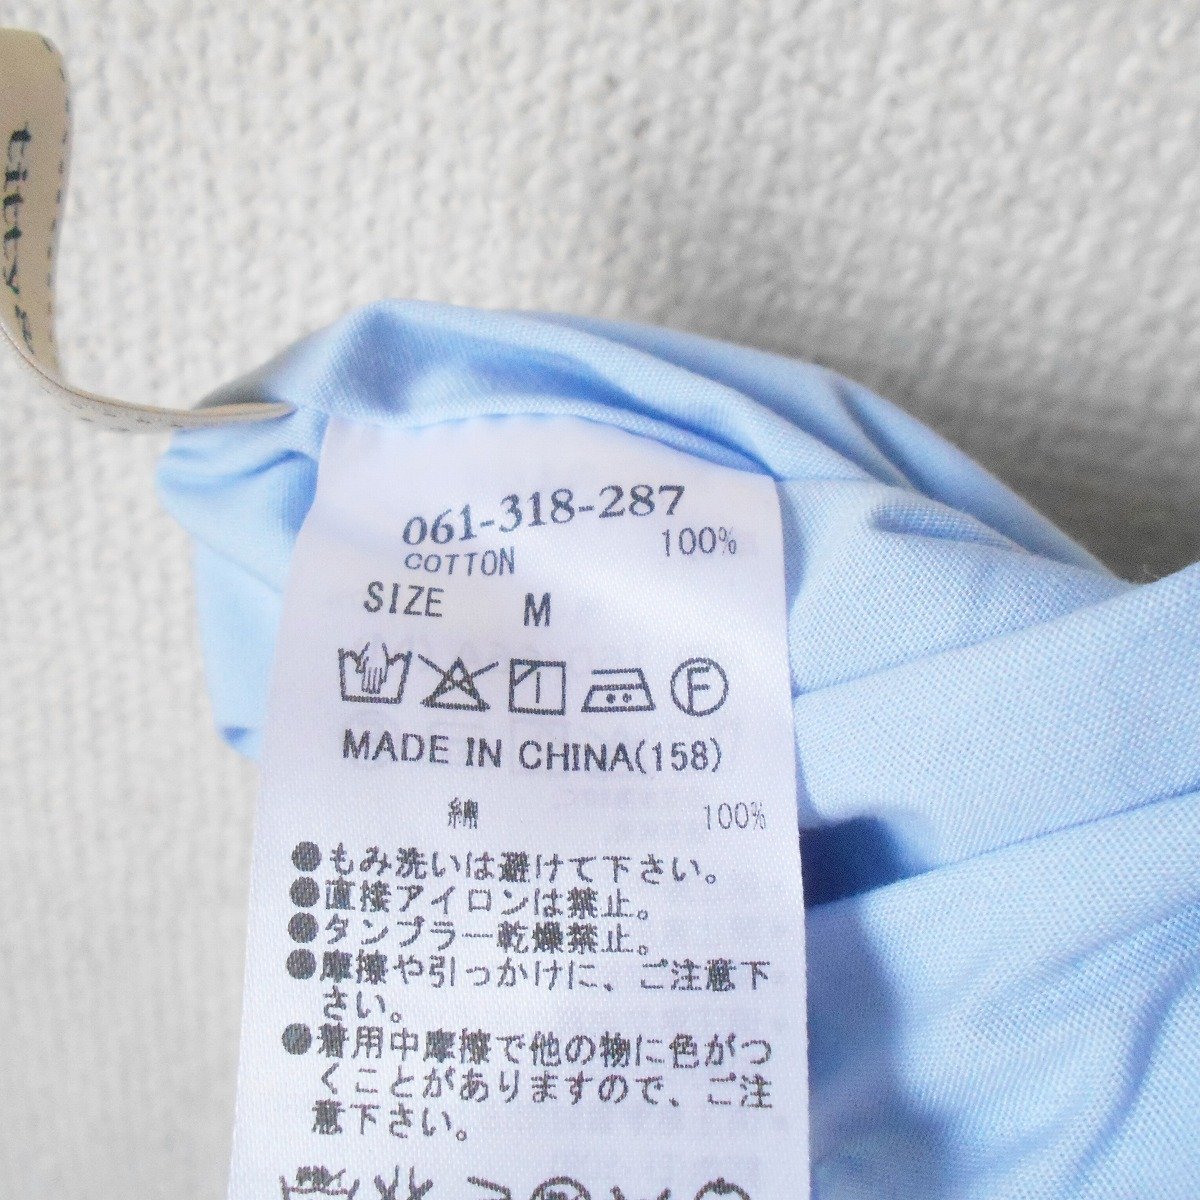 titty
061-318-287
COTTON 100%
SIZE M
F
MADE IN CHINA(158)
綿 100%
●もみ洗いは避けて下さい。
●直接アイロンは禁止。
●タンブラー乾燥禁止。
●摩擦や引っかけに、ご注意下
さい。
●着用中摩擦で他の物に色がつ
くことがありますので、ご注
意下さい。